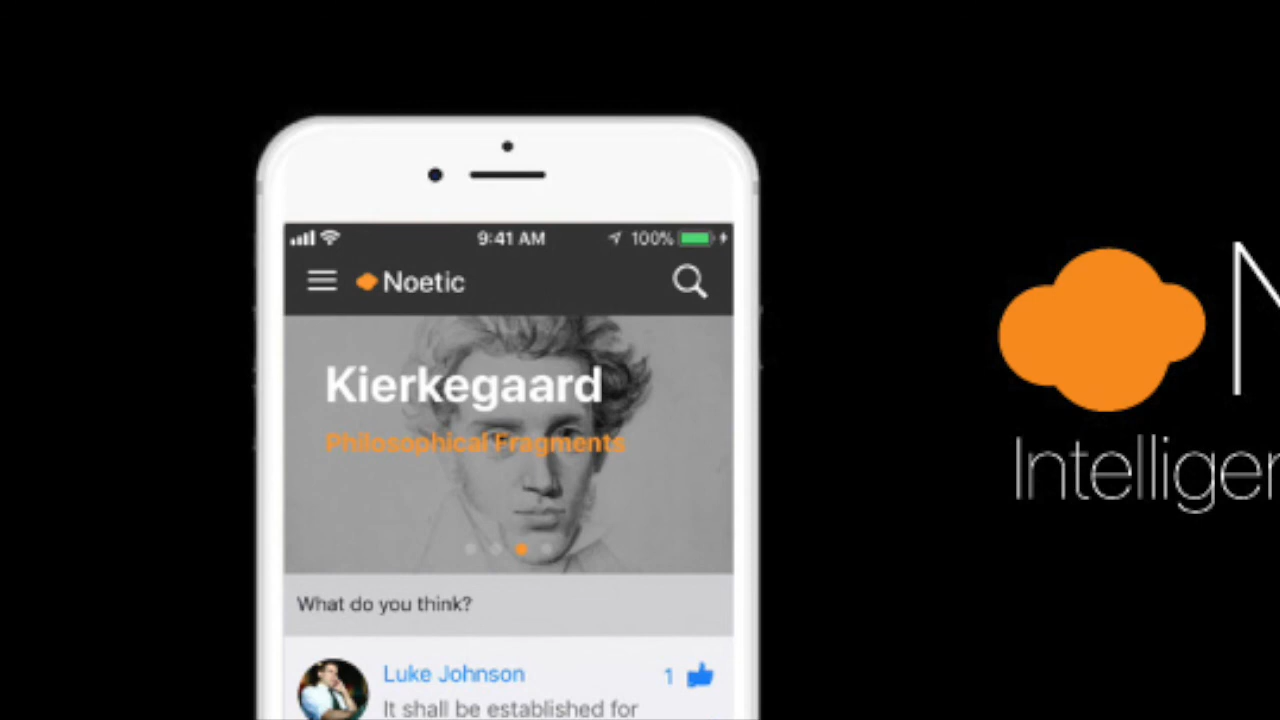 9:41 AM 100%
Noetic
Kierkegaard
Philosophical Fragments
What do you think?
Luke Johnson 1
It shall be established for
N
Intelligen